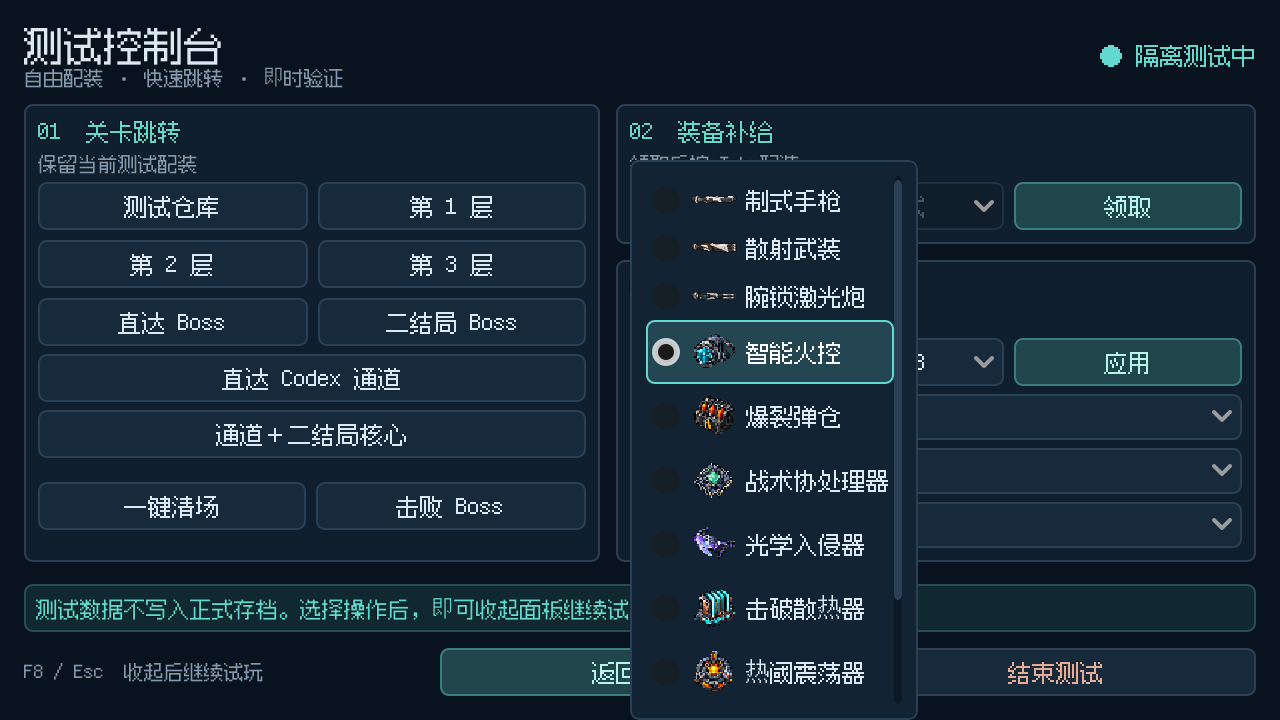 测试控制台
自由配装 · 快速跳转 · 即时验证
隔离测试中
01 关卡跳转
保留当前测试配装
测试仓库
第 1 层
第 2 层
第 3 层
直达 Boss
二结局 Boss
直达 Codex 通道
通道＋二结局核心
一键清场
击败 Boss
02 装备补给
领取
应用
制式手枪
散射武装
腕锁激光炮
智能火控
爆裂弹仓
战术协处理器
光学入侵器
击破散热器
热阈震荡器
测试数据不写入正式存档。选择操作后，即可收起面板继续试
F8 / Esc 收起后继续试玩
返回
结束测试